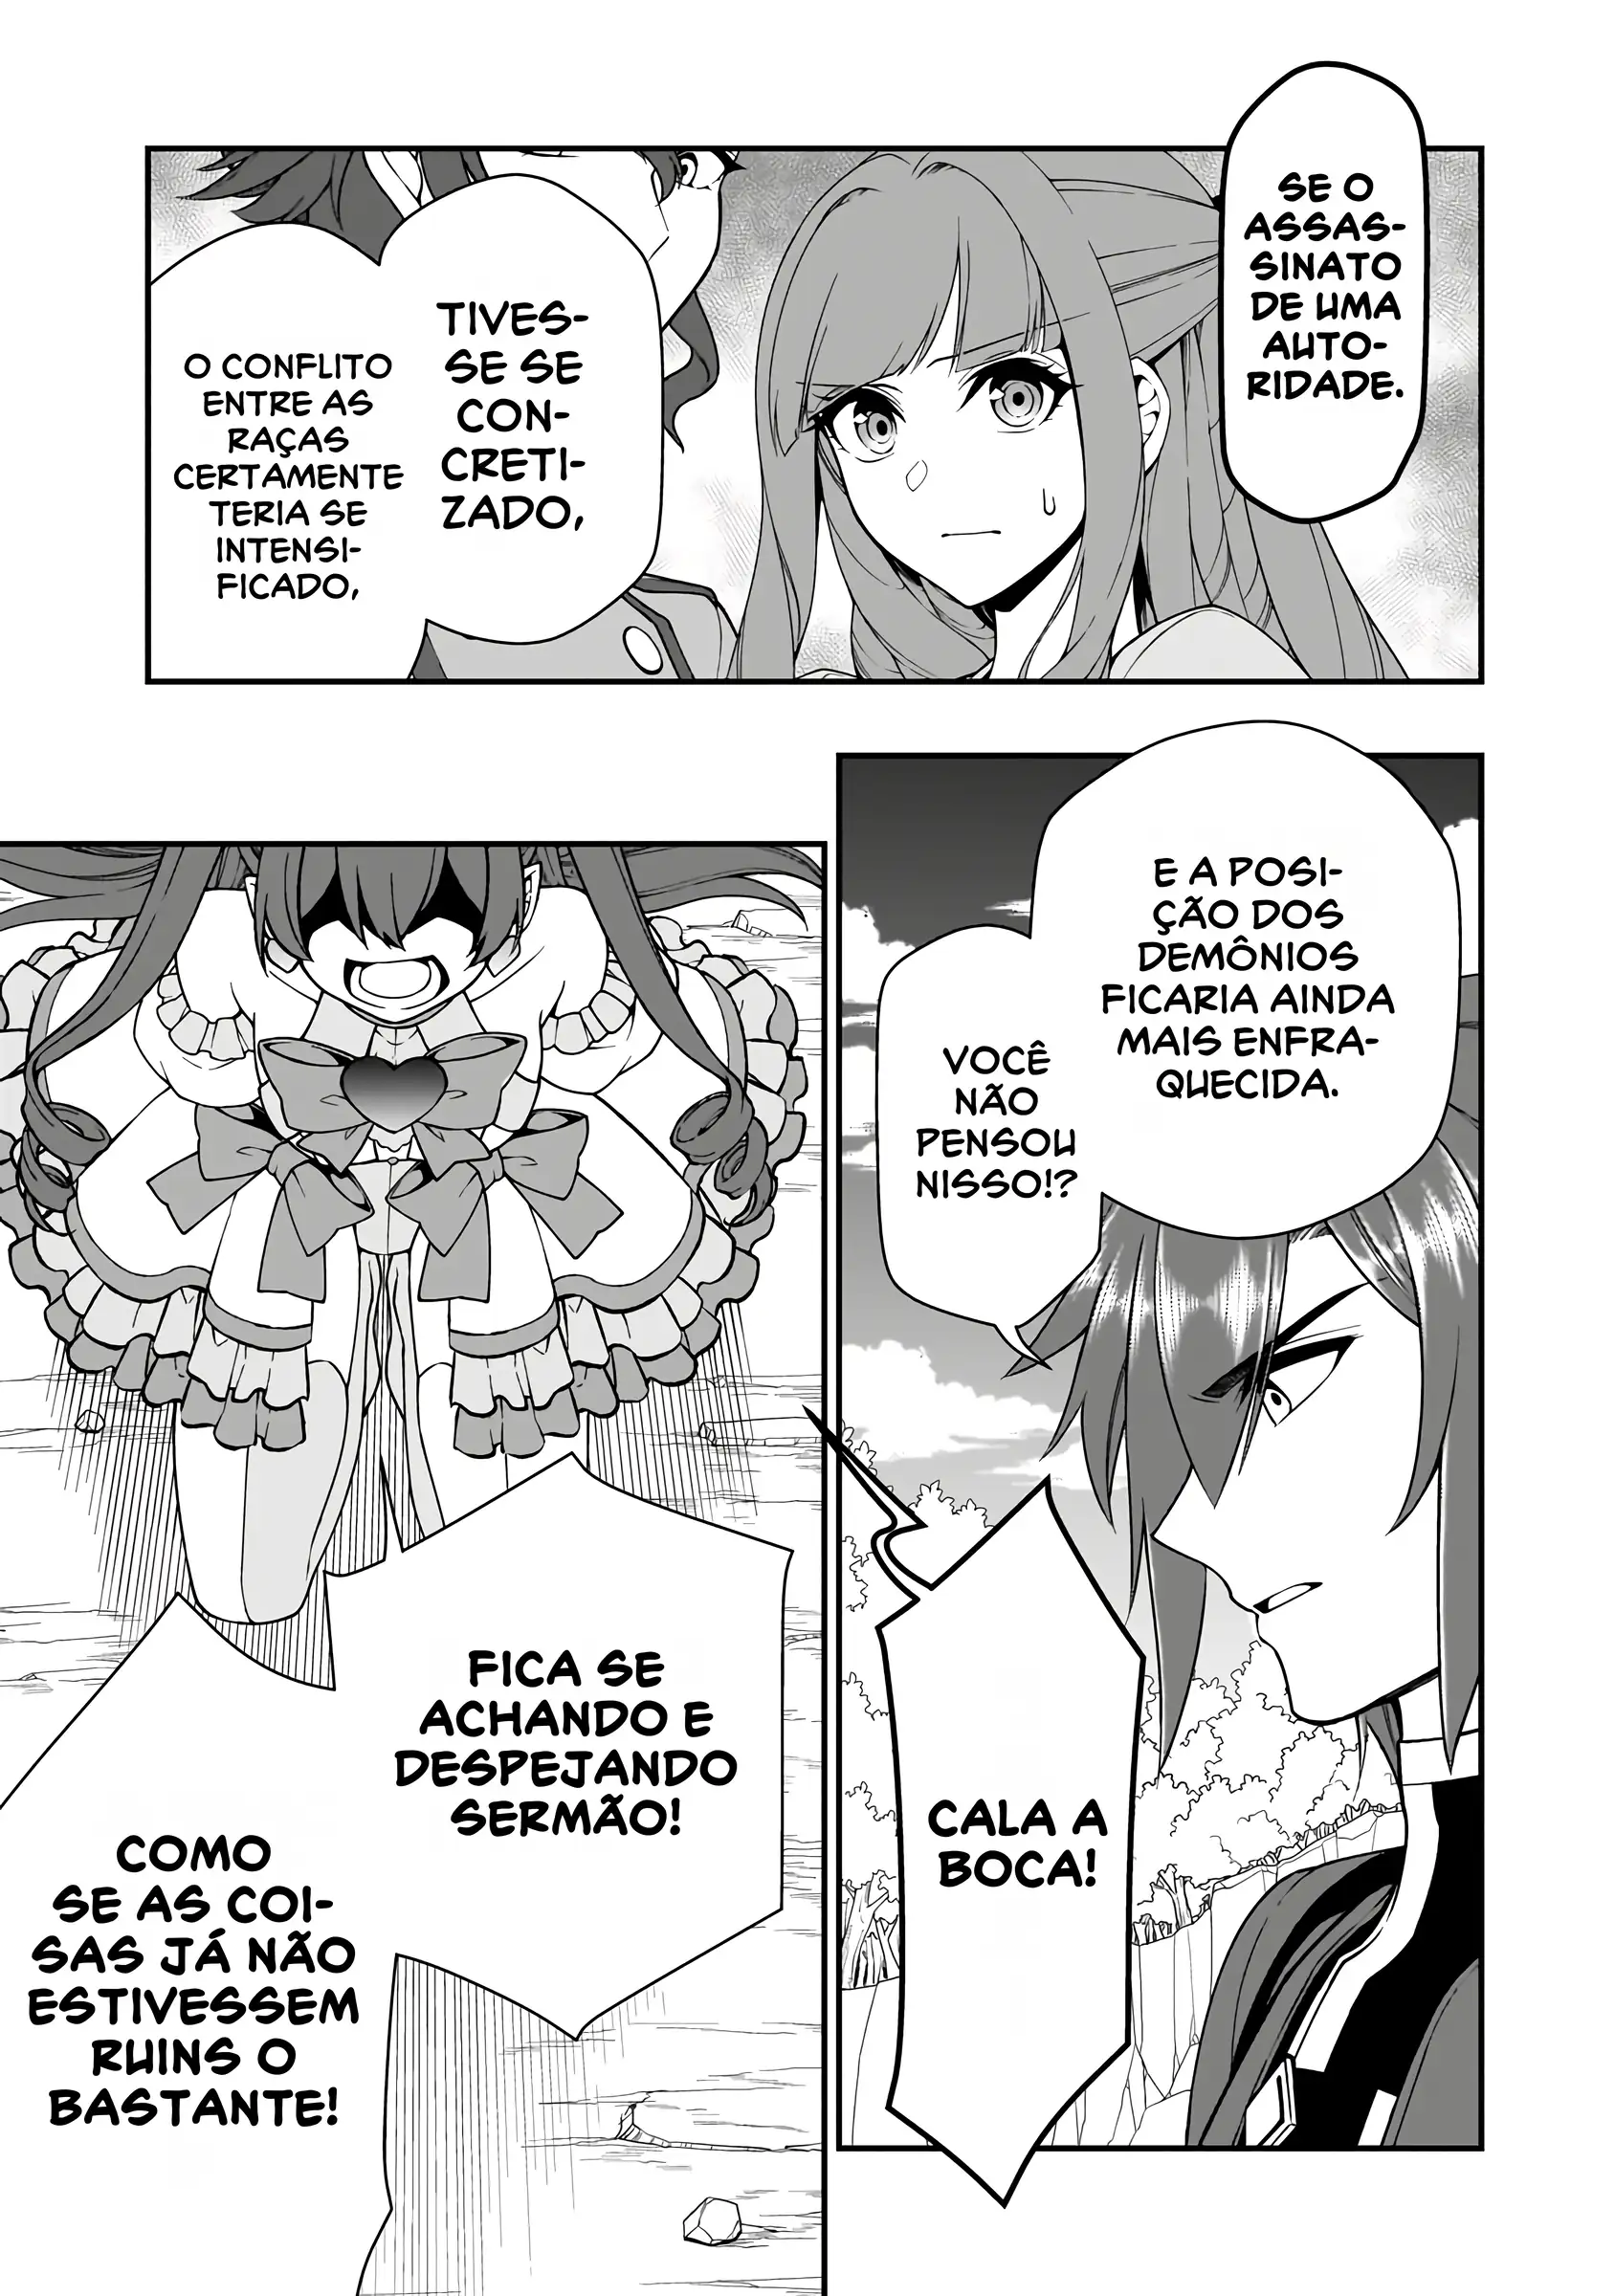 SE O
ASSAS-
SINATO
DE UMA
AUTO-
RIDADE.
TIVES-
SE SE
CON-
CRETI-
ZADO,
O CONFLITO
ENTRE AS
RAÇAS
CERTAMENTE
TERIA SE
INTENSI-
FICADO,
E A POSI-
ÇÃO DOS
DEMÔNIOS
FICARIA AINDA
MAIS ENFRA-
QUECIDA.
VOCÊ
NÃO
PENSOU
NISSO!?
CALA A
BOCA!
FICA SE
ACHANDO E
DESPEJANDO
SERMÃO!
COMO
SE AS COI-
SAS JÁ NÃO
ESTIVESSEM
RUINS O
BASTANTE!